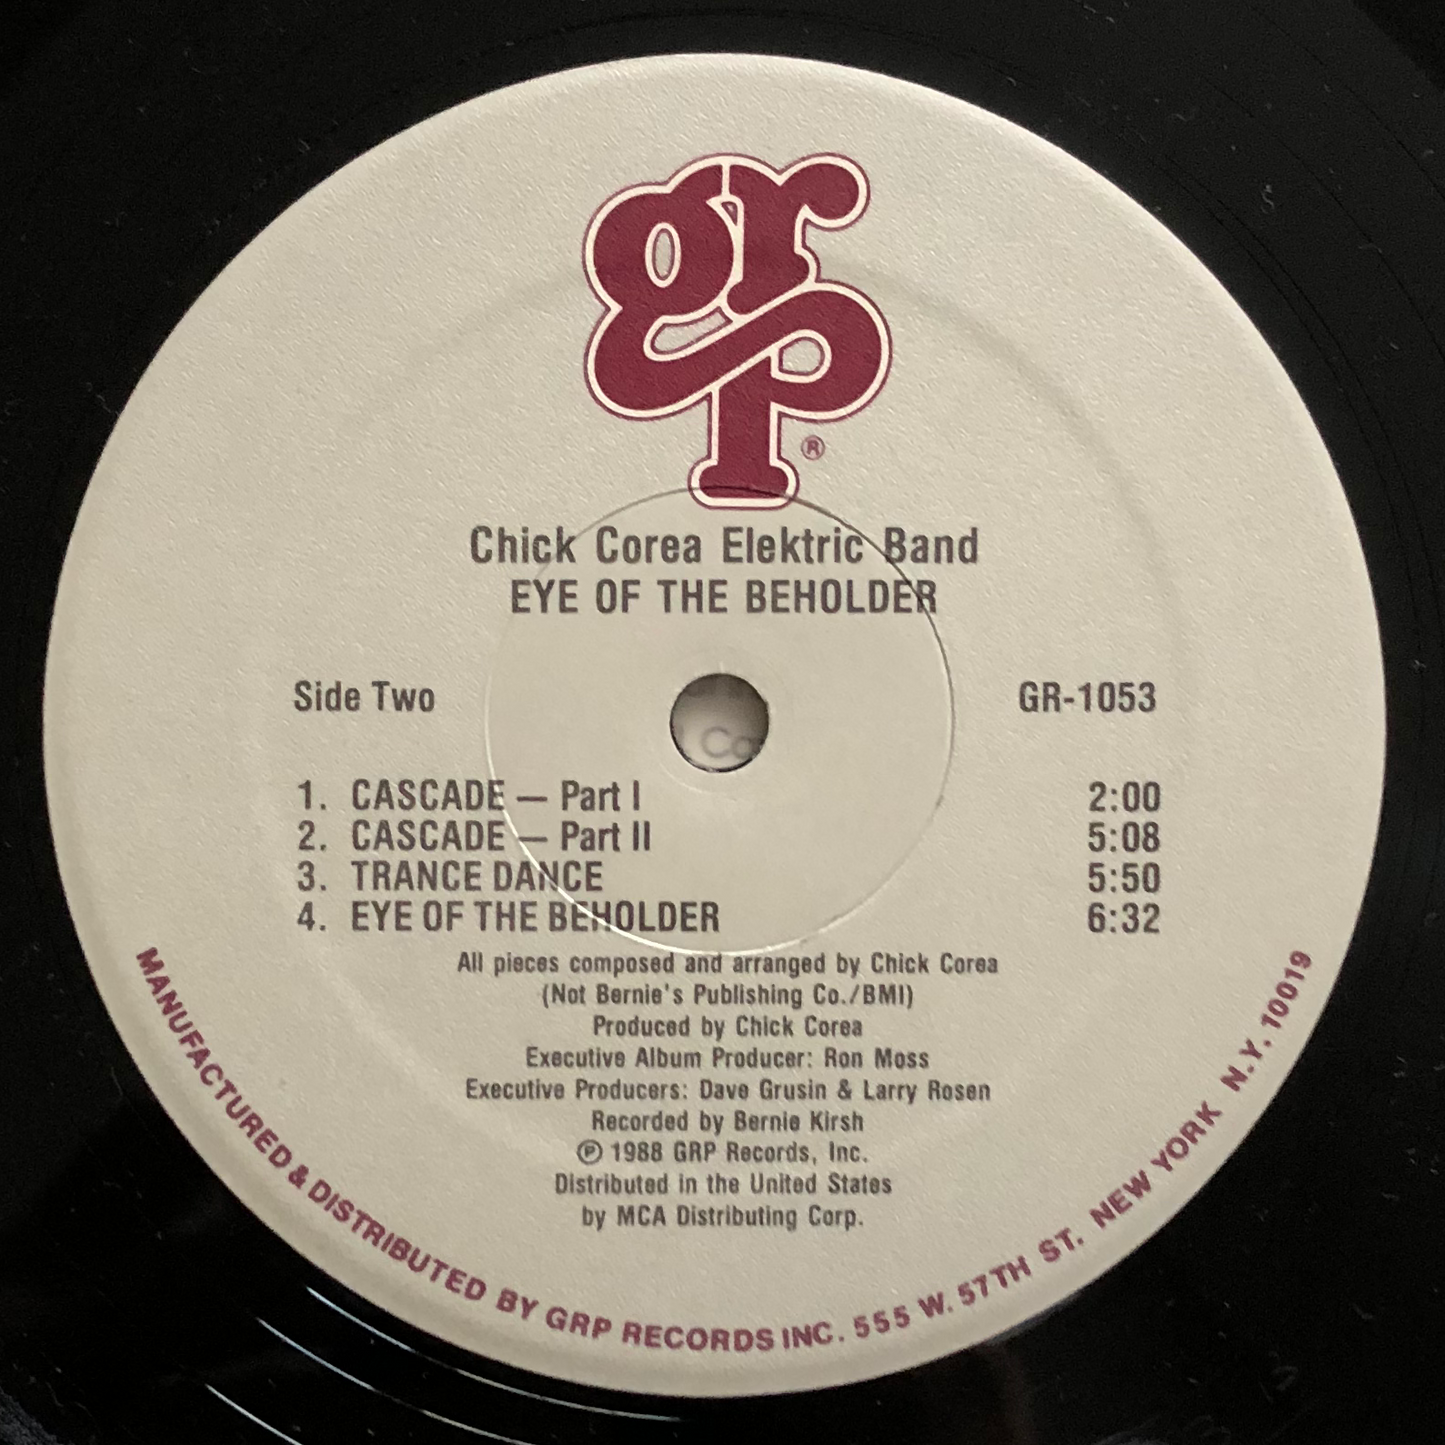 grp®
Chick Corea Elektric Band
EYE OF THE BEHOLDER
Side Two GR-1053
1. CASCADE — Part I 2:00
2. CASCADE — Part II 5:08
3. TRANCE DANCE 5:50
4. EYE OF THE BEHOLDER 6:32
All pieces composed and arranged by Chick Corea
(Not Bernie's Publishing Co./BMI)
Produced by Chick Corea
Executive Album Producer: Ron Moss
Executive Producers: Dave Grusin & Larry Rosen
Recorded by Bernie Kirsh
℗ 1988 GRP Records, Inc.
Distributed in the United States
by MCA Distributing Corp.
MANUFACTURED & DISTRIBUTED BY GRP RECORDS INC. 555 W. 57TH ST. NEW YORK N.Y. 10019